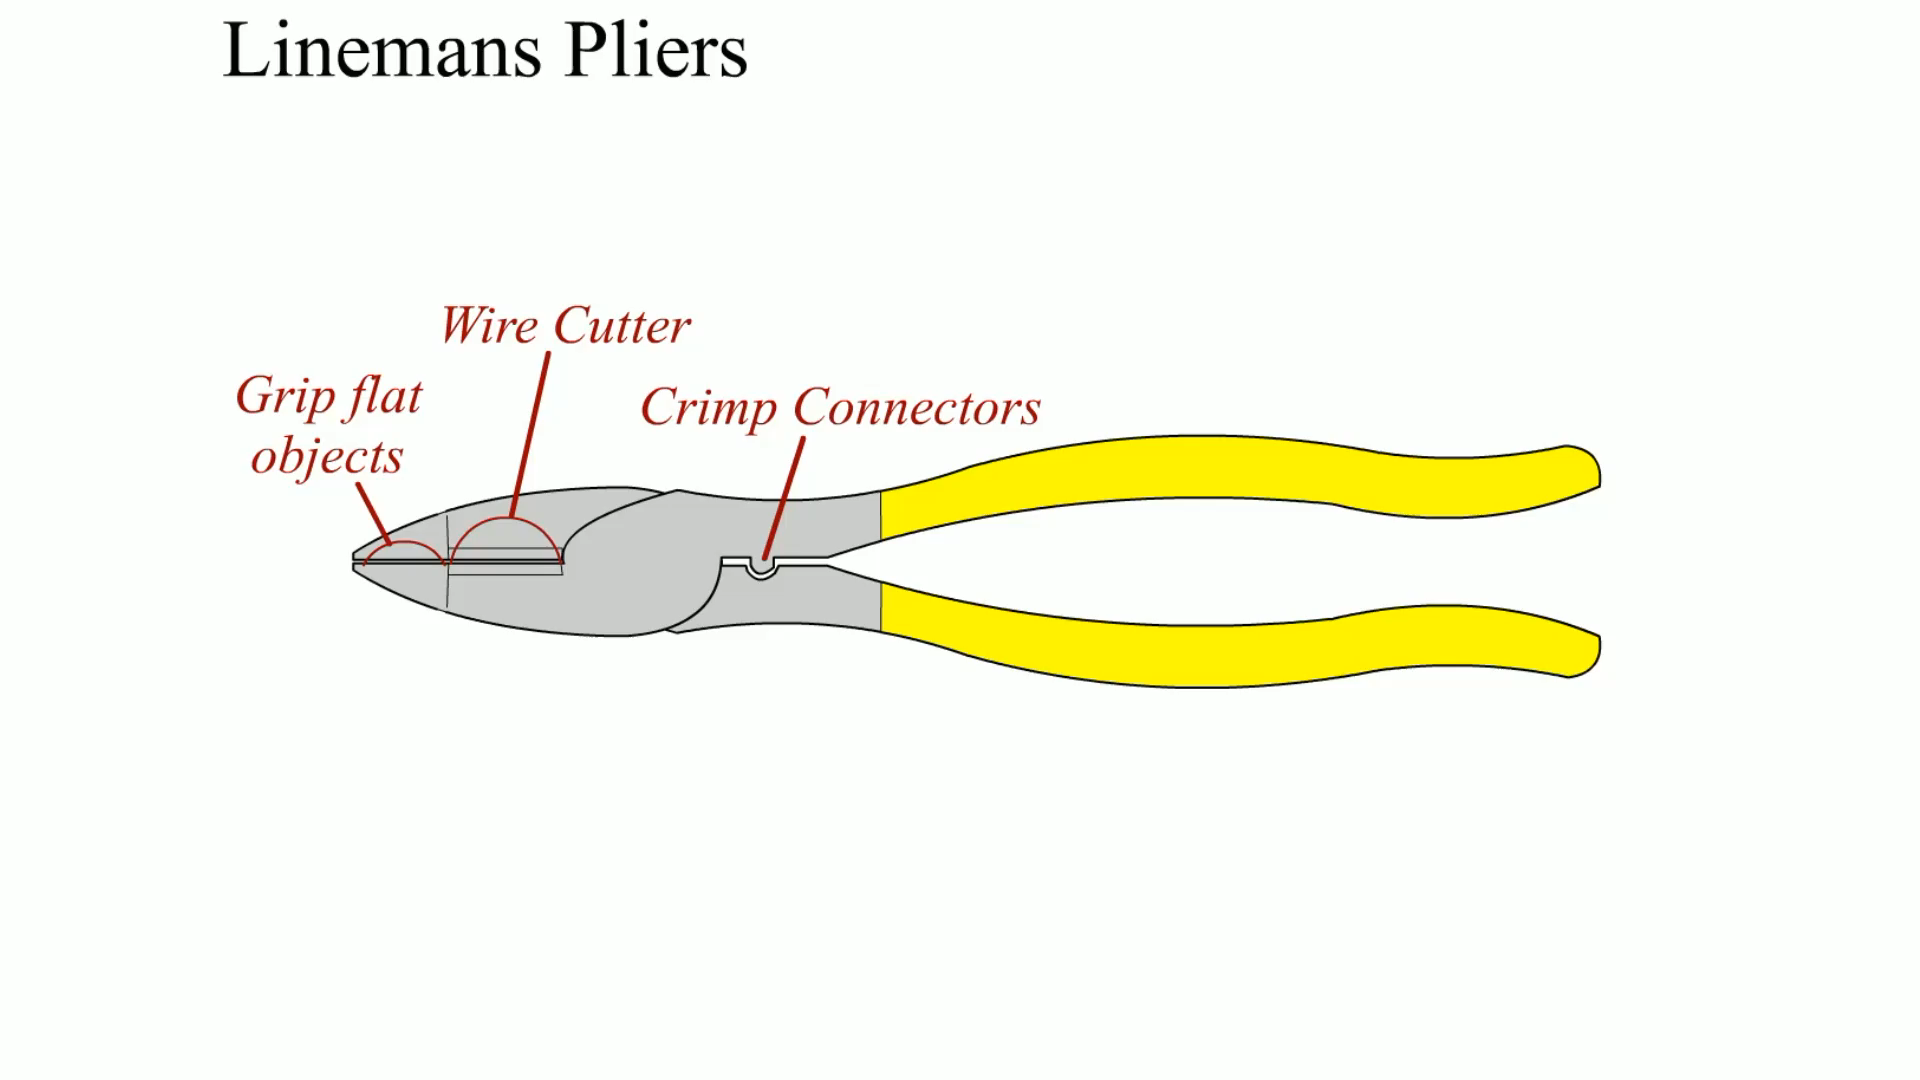 Linemans Pliers
Wire Cutter
Grip flat
objects
Crimp Connectors